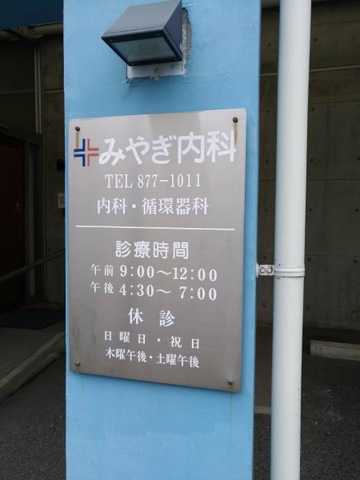 みやぎ内科
TEL 877-1011
内科・循環器科
診療時間
午前 9:00〜12:00
午後 4:30〜 7:00
休診
日曜日・祝日
木曜午後・土曜午後